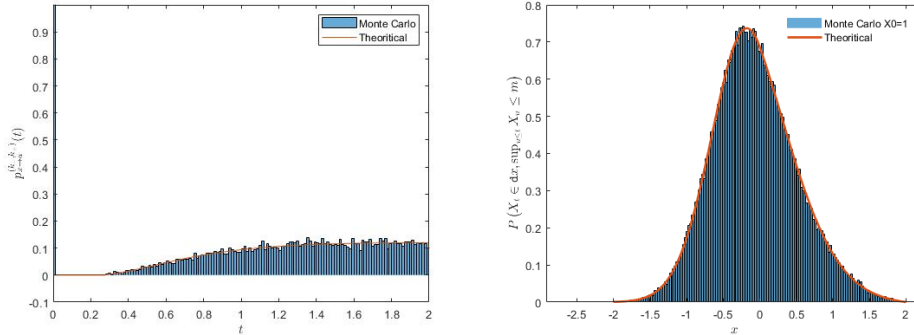 0.9
0.8
0.7
0.6
0.5
0.4
0.3
0.2
0.1
0
-0.1
0 0.2 0.4 0.6 0.8 1 1.2 1.4 1.6 1.8 2
t
Monte Carlo
Theoritical
0.8
0.7
0.6
0.5
0.4
0.3
0.2
0.1
0
-2.5 -2 -1.5 -1 -0.5 0 0.5 1 1.5 2
x
P (X_t ∈ dx, sup_{u≤t} X_u ≤ m)
Monte Carlo X0=1
Theoritical